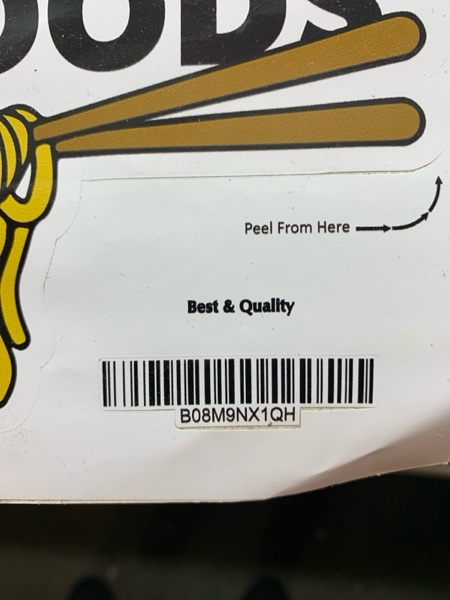 OODS
Peel From Here
Best & Quality
B08M9NX1QH